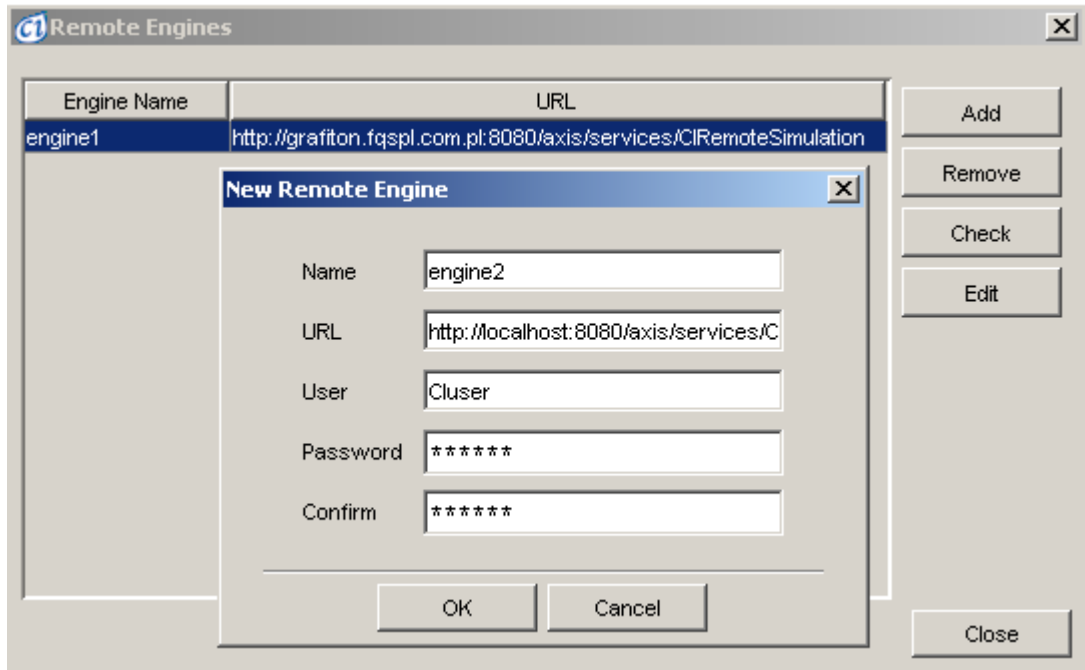 CI Remote Engines
Engine Name URL
engine1 http://grafiton.fqspl.com.pl:8080/axis/services/CIRemoteSimulation
Add
Remove
Check
Edit
New Remote Engine
Name engine2
URL http://localhost:8080/axis/services/C
User CIuser
Password ******
Confirm ******
OK Cancel
Close